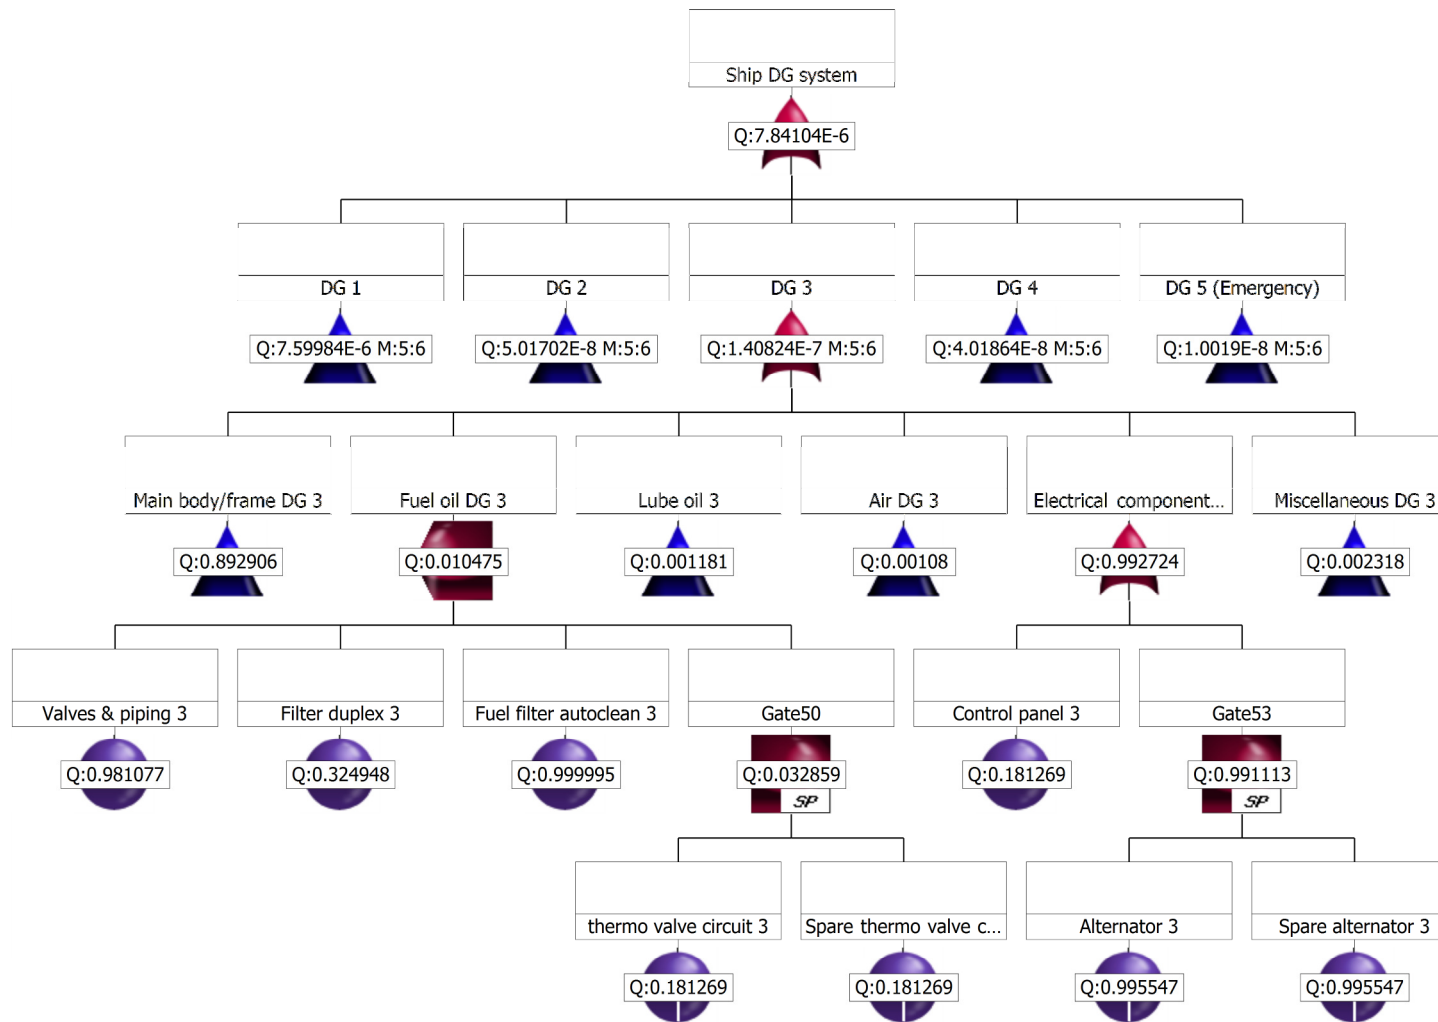 Ship DG system
Q:7.84104E-6
DG 1
DG 2
DG 3
DG 4
DG 5 (Emergency)
Q:7.59984E-6 M:5:6
Q:5.01702E-8 M:5:6
Q:1.40824E-7 M:5:6
Q:4.01864E-8 M:5:6
Q:1.0019E-8 M:5:6
Main body/frame DG 3
Fuel oil DG 3
Lube oil 3
Air DG 3
Electrical component...
Miscellaneous DG 3
Q:0.892906
Q:0.010475
Q:0.001181
Q:0.00108
Q:0.992724
Q:0.002318
Valves & piping 3
Filter duplex 3
Fuel filter autoclean 3
Gate50
Control panel 3
Gate53
Q:0.981077
Q:0.324948
Q:0.999995
Q:0.032859
Q:0.181269
Q:0.991113
SP
SP
thermo valve circuit 3
Spare thermo valve c...
Alternator 3
Spare alternator 3
Q:0.181269
Q:0.181269
Q:0.995547
Q:0.995547